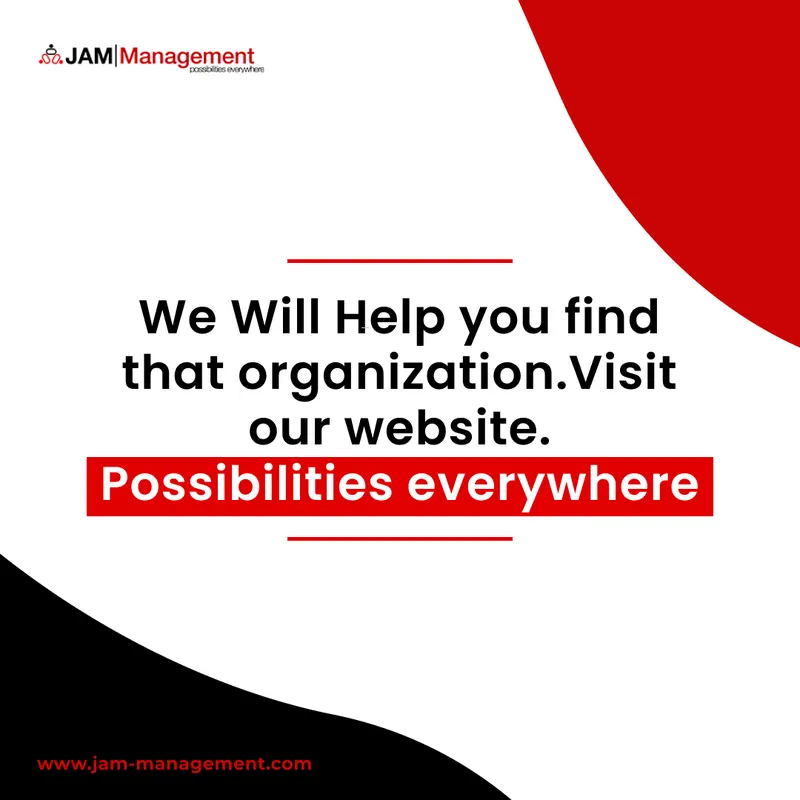 JAM|Management
possibilities everywhere
We Will Help you find
that organization.Visit
our website.
Possibilities everywhere
www.jam-management.com